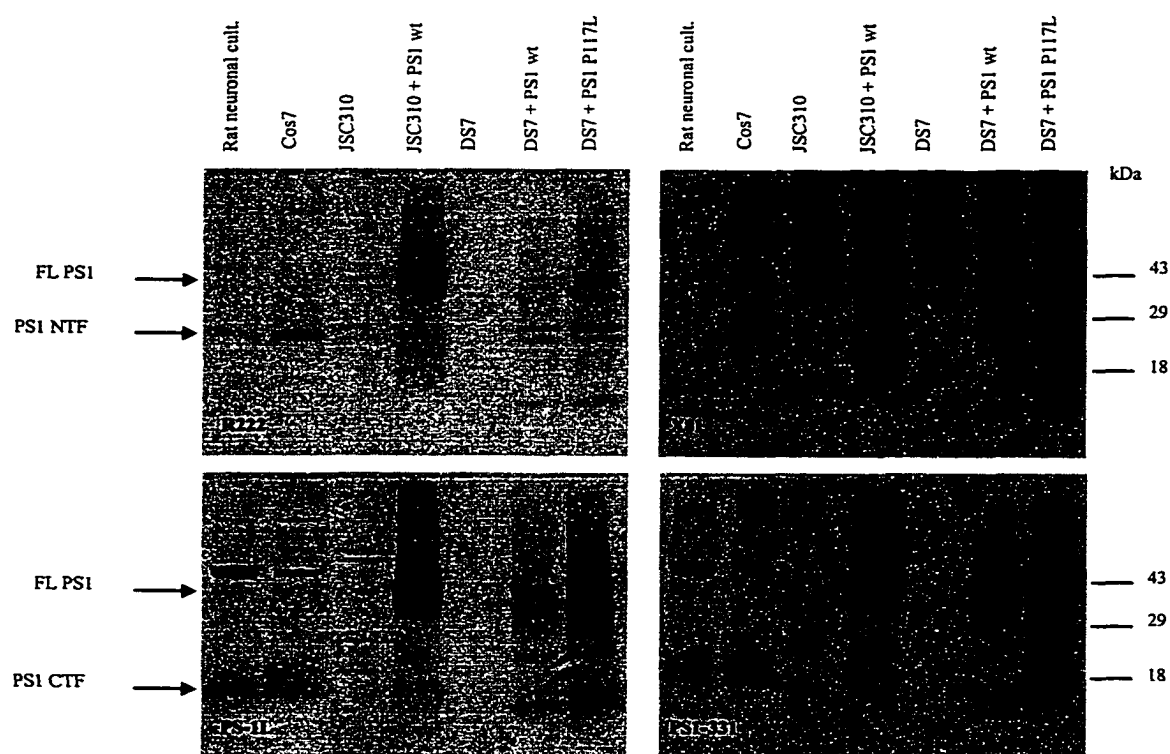 Rat neuronal cult.
Cos7
JSC310
JSC310 + PS1 wt
DS7
DS7 + PS1 wt
DS7 + PS1 P117L
Rat neuronal cult.
Cos7
JSC310
JSC310 + PS1 wt
DS7
DS7 + PS1 wt
DS7 + PS1 P117L
kDa
FL PS1
PS1 NTF
43
29
18
R222
FL PS1
PS1 CTF
43
29
18